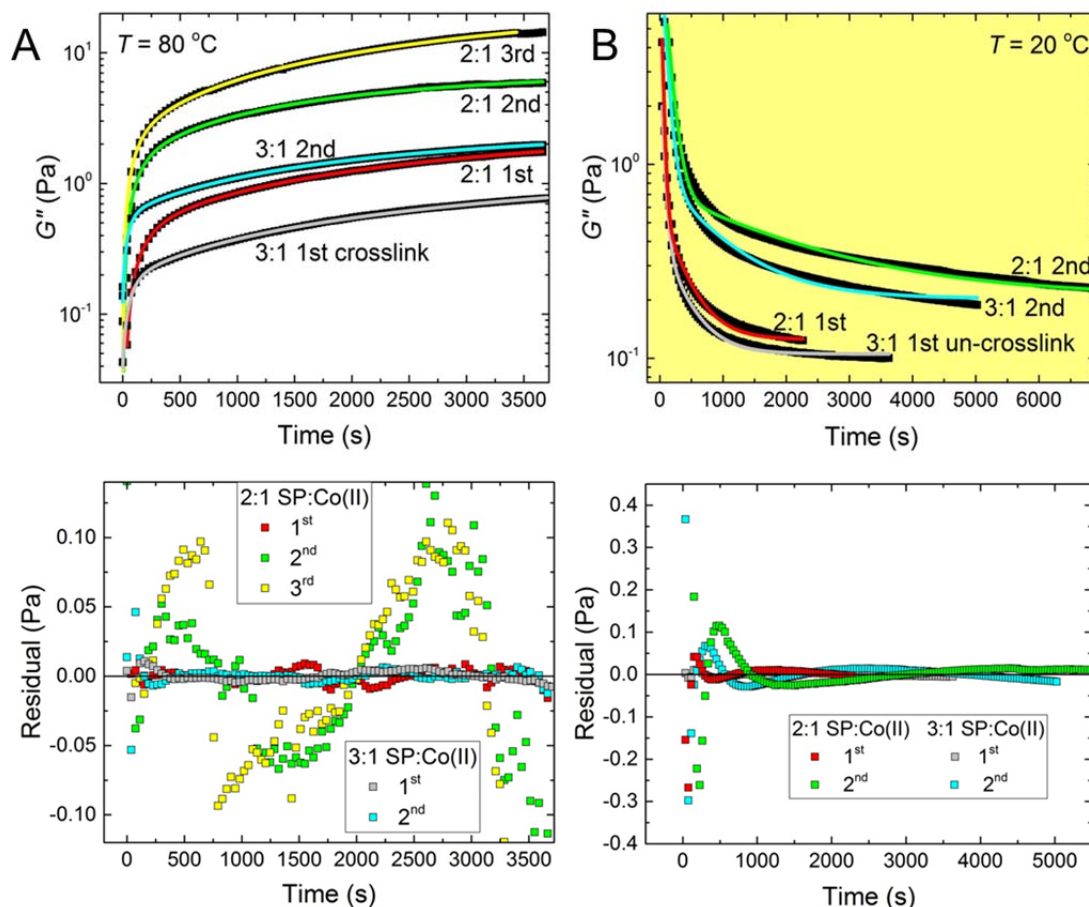 A
T = 80 °C
2:1 3rd
2:1 2nd
3:1 2nd
2:1 1st
3:1 1st crosslink
G″ (Pa)
10¹
10⁰
10⁻¹
0 500 1000 1500 2000 2500 3000 3500
Time (s)
B
T = 20 °C
2:1 2nd
3:1 2nd
2:1 1st
3:1 1st un-crosslink
G″ (Pa)
10⁰
10⁻¹
0 1000 2000 3000 4000 5000 6000
Time (s)
2:1 SP:Co(II)
1ˢᵗ
2ⁿᵈ
3ʳᵈ
3:1 SP:Co(II)
1ˢᵗ
2ⁿᵈ
Residual (Pa)
0.10
0.05
0.00
-0.05
-0.10
0 500 1000 1500 2000 2500 3000 3500
Time (s)
Residual (Pa)
0.4
0.3
0.2
0.1
0.0
-0.1
-0.2
-0.3
-0.4
2:1 SP:Co(II) 3:1 SP:Co(II)
1ˢᵗ 1ˢᵗ
2ⁿᵈ 2ⁿᵈ
0 1000 2000 3000 4000 5000
Time (s)